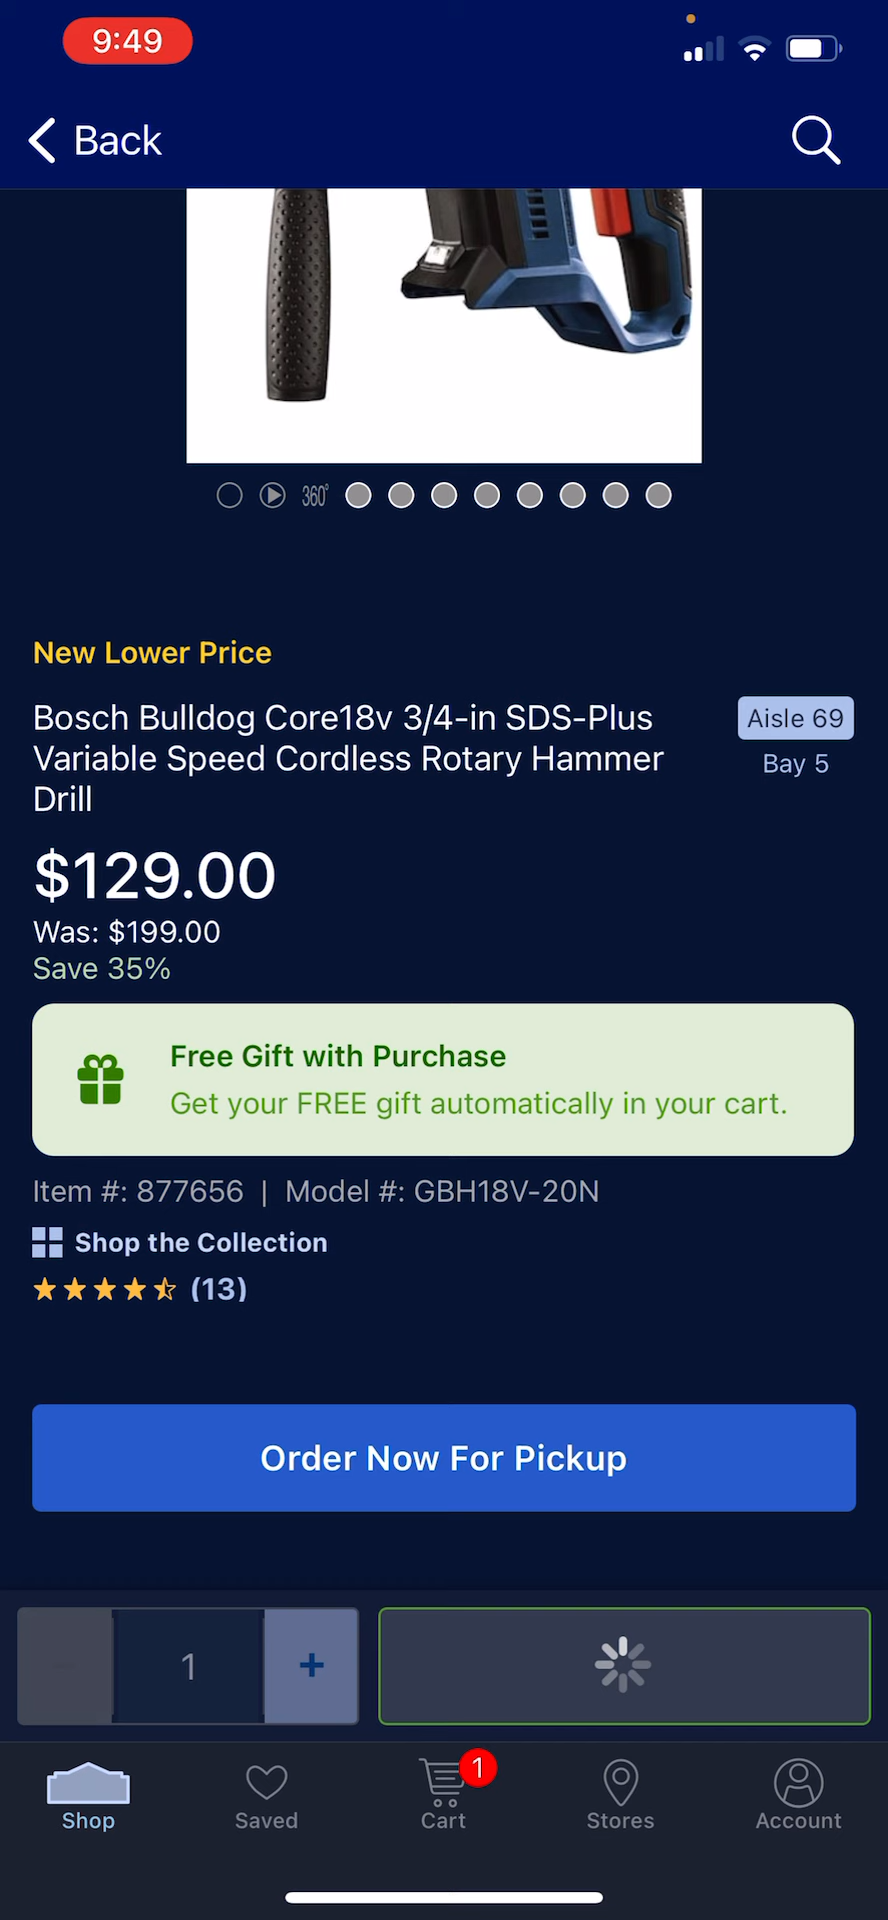 9:49
Back
360°
New Lower Price
Bosch Bulldog Core18v 3/4-in SDS-Plus
Variable Speed Cordless Rotary Hammer
Drill
Aisle 69
Bay 5
$129.00
Was: $199.00
Save 35%
Free Gift with Purchase
Get your FREE gift automatically in your cart.
Item #: 877656 | Model #: GBH18V-20N
Shop the Collection
(13)
Order Now For Pickup
1
+
1
Shop
Saved
Cart
Stores
Account